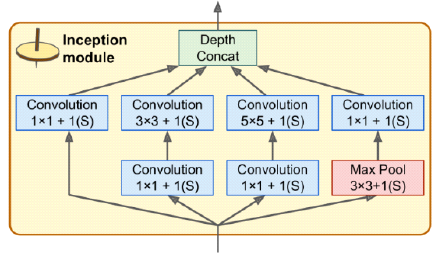 Inception
module
Depth
Concat
Convolution
1×1 + 1(S)
Convolution
3×3 + 1(S)
Convolution
5×5 + 1(S)
Convolution
1×1 + 1(S)
Convolution
1×1 + 1(S)
Convolution
1×1 + 1(S)
Max Pool
3×3+1(S)